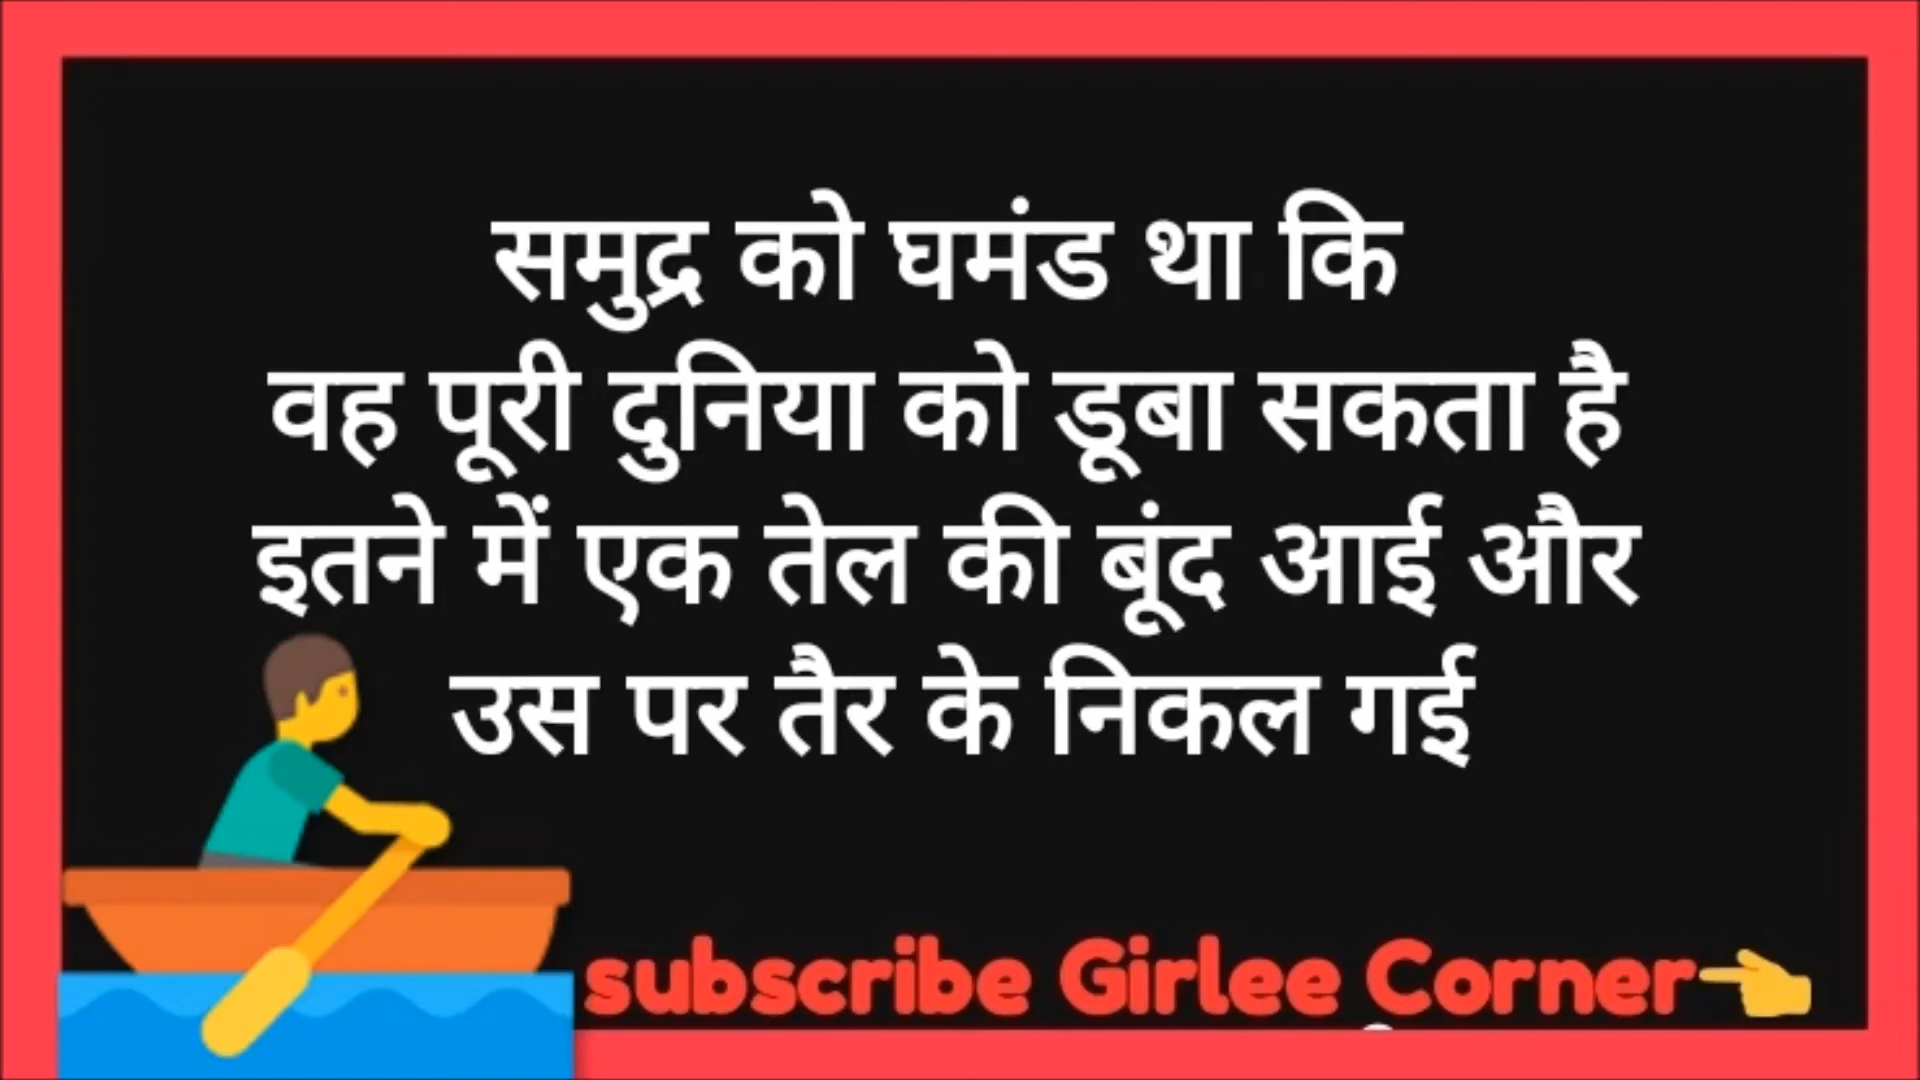 समुद्र को घमंड था कि
वह पूरी दुनिया को डूबा सकता है
इतने में एक तेल की बूंद आई और
उस पर तैर के निकल गई
subscribe Girlee Corner